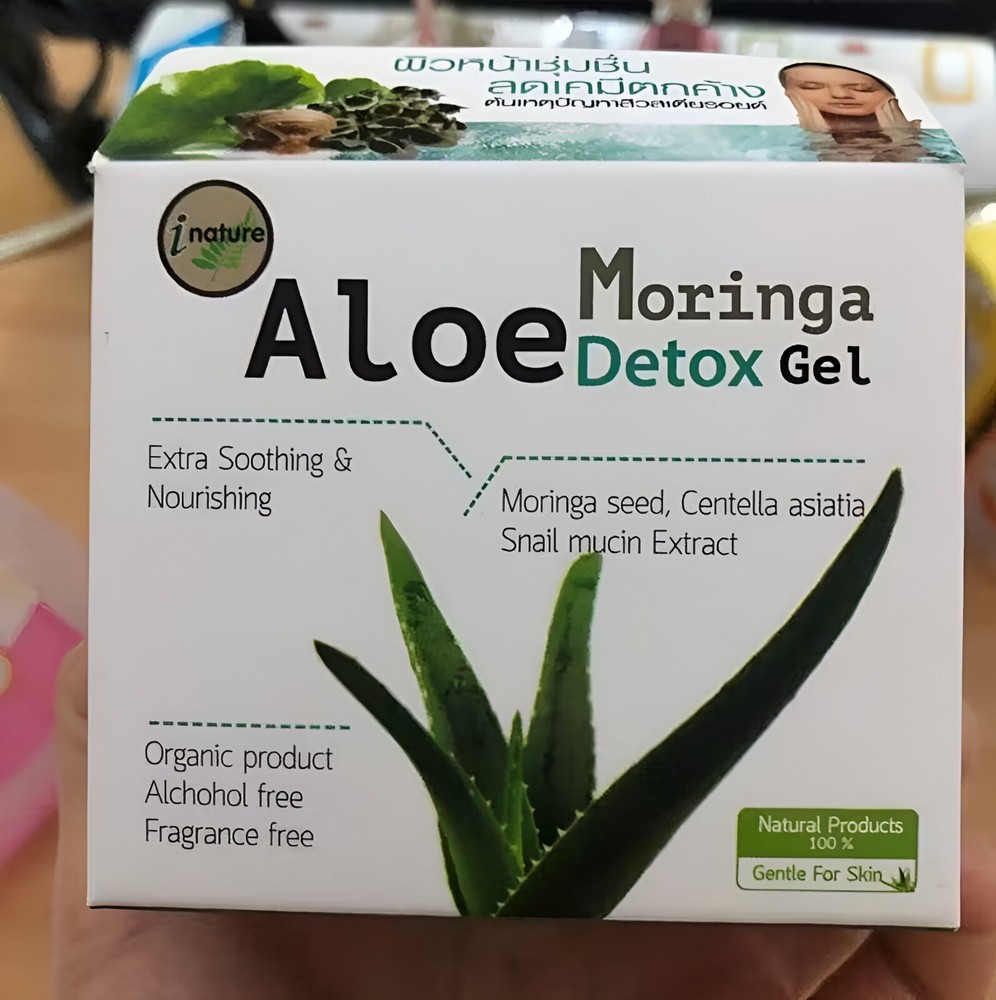 ผิวหน้าชุ่มชื่น
ลดเคมีตกค้าง
ต้นเหตุปัญหาสิวสเตียรอยด์
i nature
Aloe Moringa
Detox Gel
Extra Soothing &
Nourishing
Moringa seed, Centella asiatia
Snail mucin Extract
Organic product
Alchohol free
Fragrance free
Natural Products
100 %
Gentle For Skin